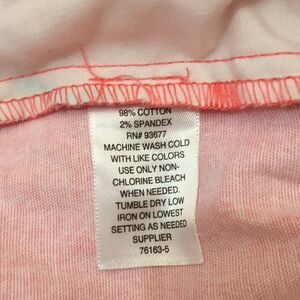 98% COTTON
2% SPANDEX
RN# 93677
MACHINE WASH COLD
WITH LIKE COLORS
USE ONLY NON-
CHLORINE BLEACH
WHEN NEEDED.
TUMBLE DRY LOW
IRON ON LOWEST
SETTING AS NEEDED
SUPPLIER
76163-5